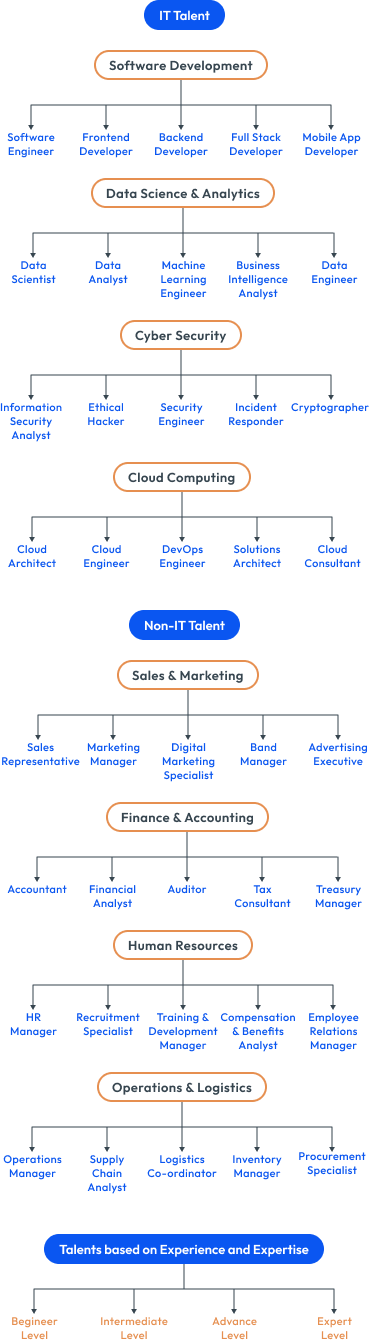 IT Talent
Software Development
Software
Engineer
Frontend
Developer
Backend
Developer
Full Stack
Developer
Mobile App
Developer
Data Science & Analytics
Data
Scientist
Data
Analyst
Machine
Learning
Engineer
Business
Intelligence
Analyst
Data
Engineer
Cyber Security
Information
Security
Analyst
Ethical
Hacker
Security
Engineer
Incident
Responder
Cryptographer
Cloud Computing
Cloud
Architect
Cloud
Engineer
DevOps
Engineer
Solutions
Architect
Cloud
Consultant
Non-IT Talent
Sales & Marketing
Sales
Representative
Marketing
Manager
Digital
Marketing
Specialist
Band
Manager
Advertising
Executive
Finance & Accounting
Accountant
Financial
Analyst
Auditor
Tax
Consultant
Treasury
Manager
Human Resources
HR
Manager
Recruitment
Specialist
Training &
Development
Manager
Compensation
& Benefits
Analyst
Employee
Relations
Manager
Operations & Logistics
Operations
Manager
Supply
Chain
Analyst
Logistics
Co-ordinator
Inventory
Manager
Procurement
Specialist
Talents based on Experience and Expertise
Begineer
Level
Intermediate
Level
Advance
Level
Expert
Level